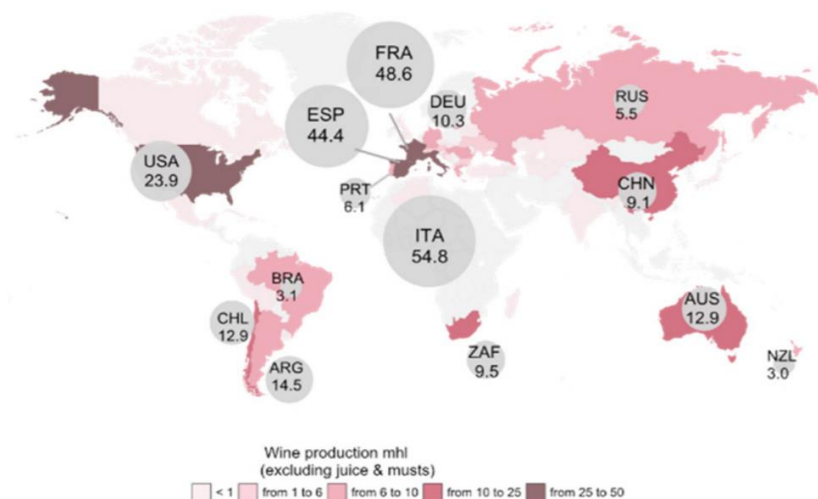 FRA
48.6
ESP
44.4
DEU
10.3
RUS
5.5
USA
23.9
PRT
6.1
CHN
9.1
ITA
54.8
BRA
3.1
CHL
12.9
ARG
14.5
ZAF
9.5
AUS
12.9
NZL
3.0
Wine production mhl
(excluding juice & musts)
< 1 from 1 to 6 from 6 to 10 from 10 to 25 from 25 to 50